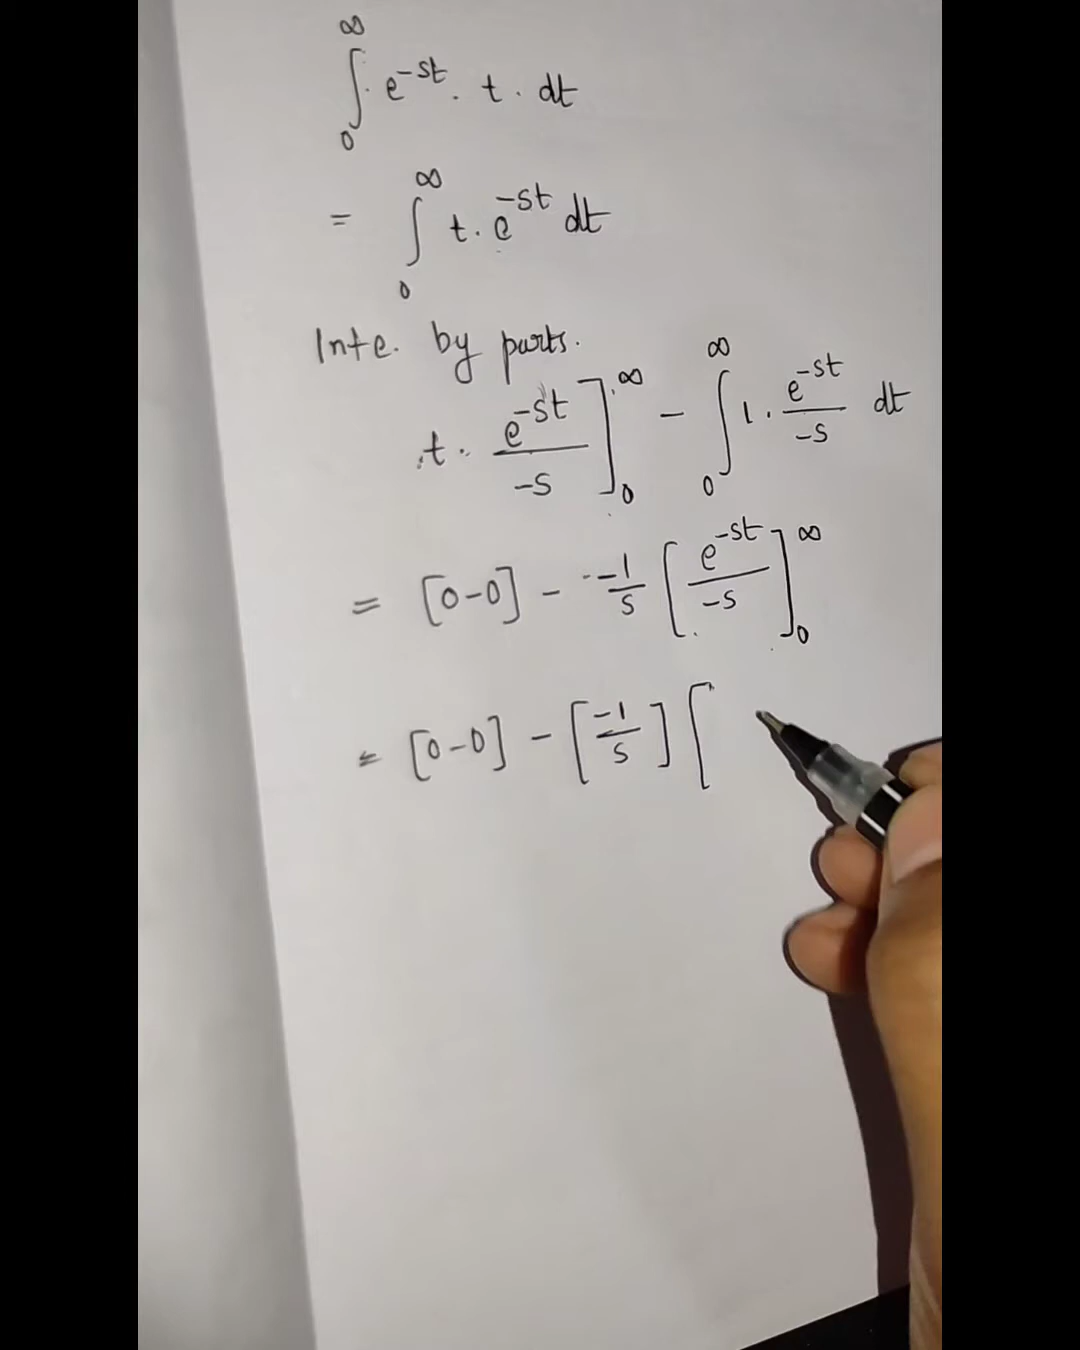 ∫₀^∞ e^-st . t . dt
= ∫₀^∞ t . e^-st dt
Inte. by parts.
t . e^-st/-s ]₀^∞ - ∫₀^∞ 1 . e^-st/-s dt
= [0-0] - -1/s [ e^-st/-s ]₀^∞
= [0-0] - [-1/s] [